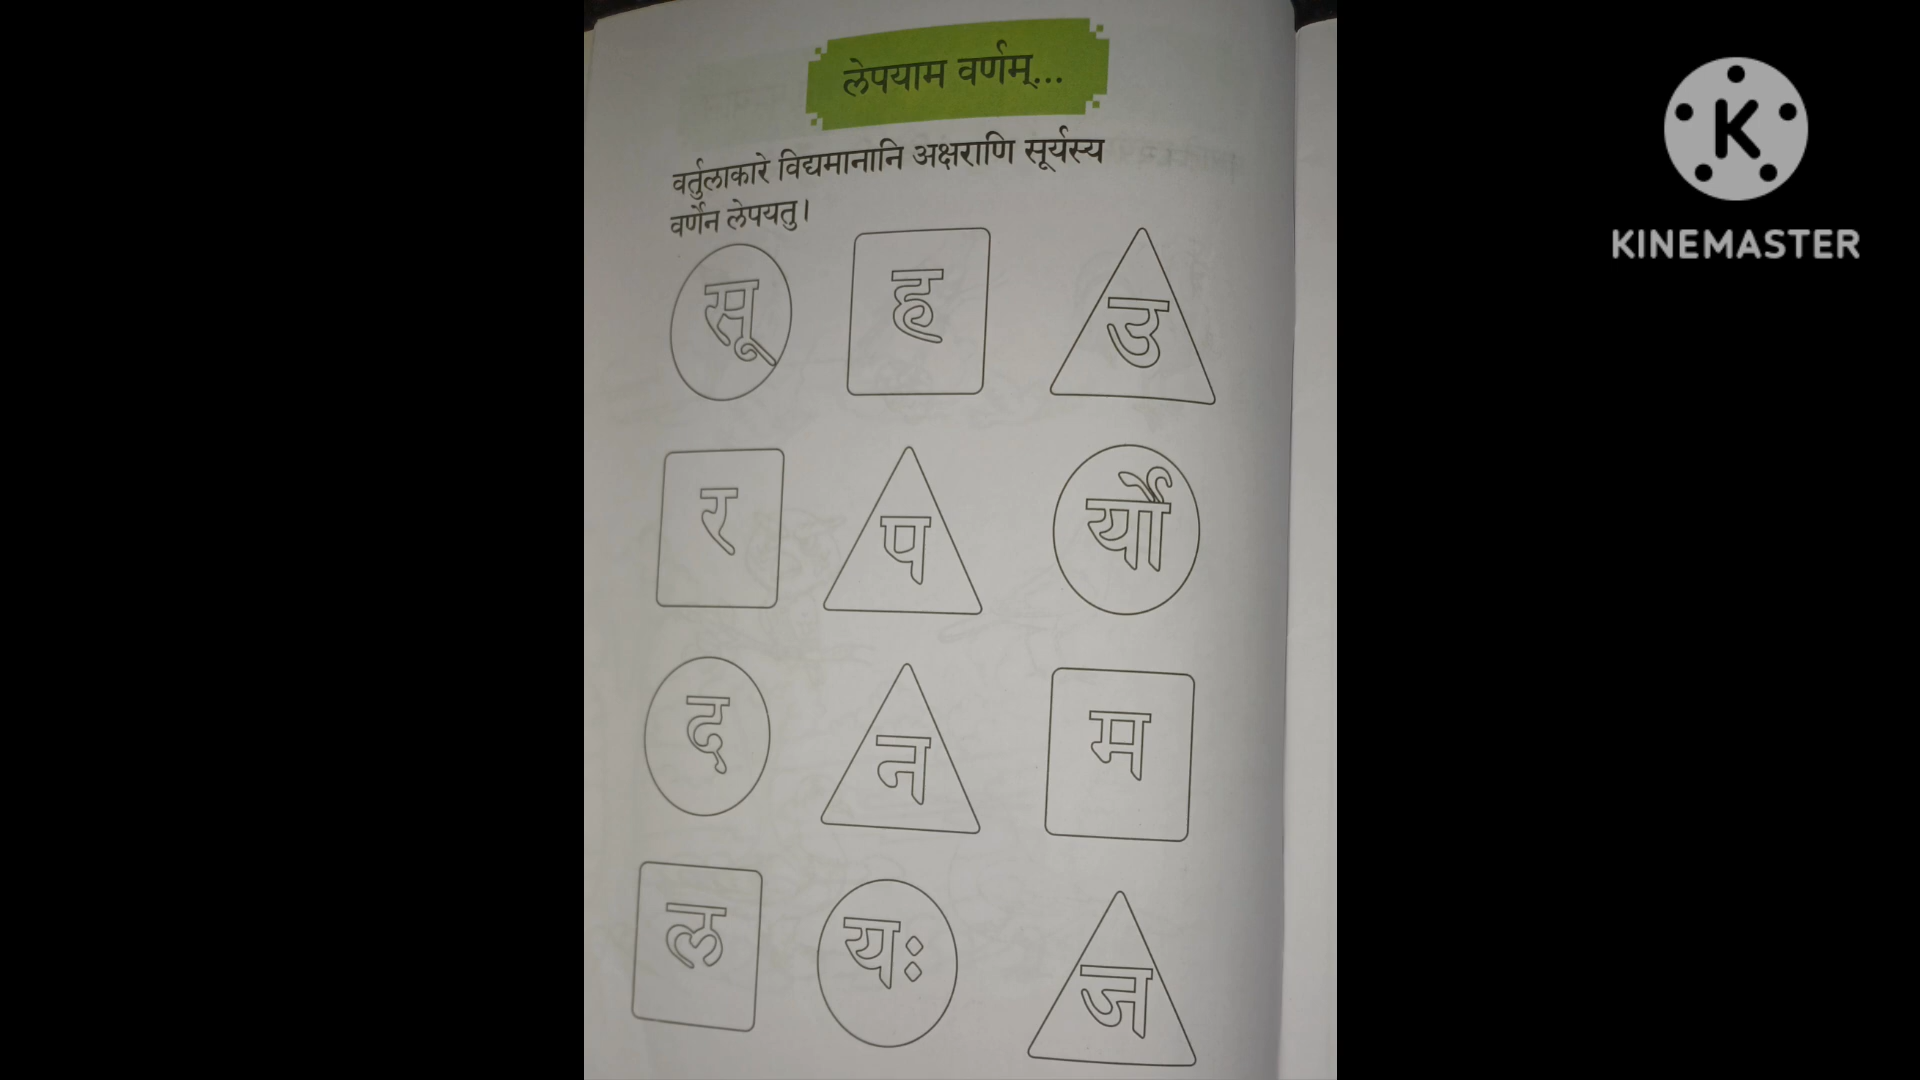 लेपयाम वर्णम्...
वर्तुलाकारे विद्यमानानि अक्षराणि सूर्यस्य
वर्णेन लेपयतु।
सू ह उ
र प र्यो
द न म
ल यः ज
K
KINEMASTER